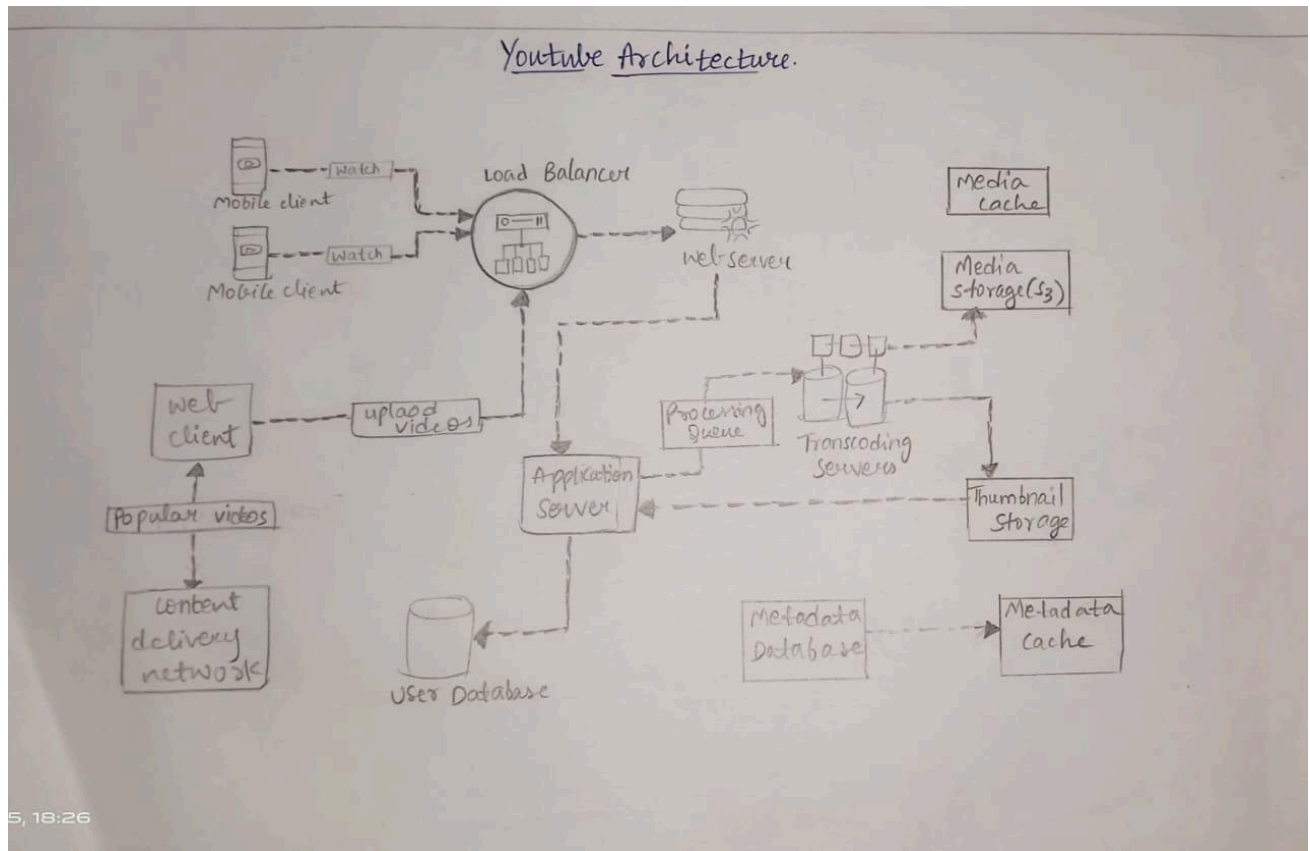 Youtube Architecture.
Watch
Mobile client
Watch
Mobile client
Load Balancer
Web server
Media
cache
Media
storage(S3)
Web
client
uplaod
videos
Processing
Queue
Transcoding
Servers
Application
Server
Thumbnail
Storage
Popular videos
Content
delivery
network
User Database
Metadata
Database
Metadata
Cache
5, 18:26